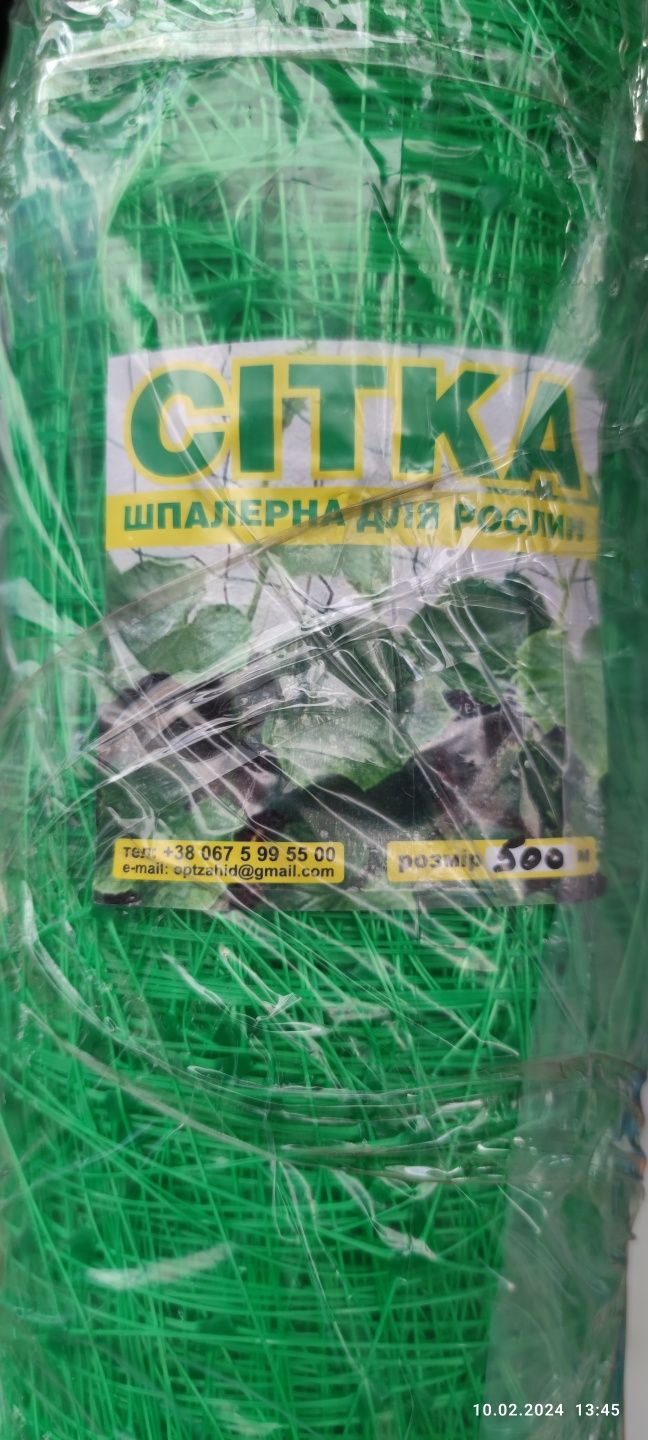 СІТКА
ШПАЛЕРНА ДЛЯ РОСЛИН
тел: +38 067 5 99 55 00
e-mail: optzahid@gmail.com
розмір 500 м
10.02.2024 13:45